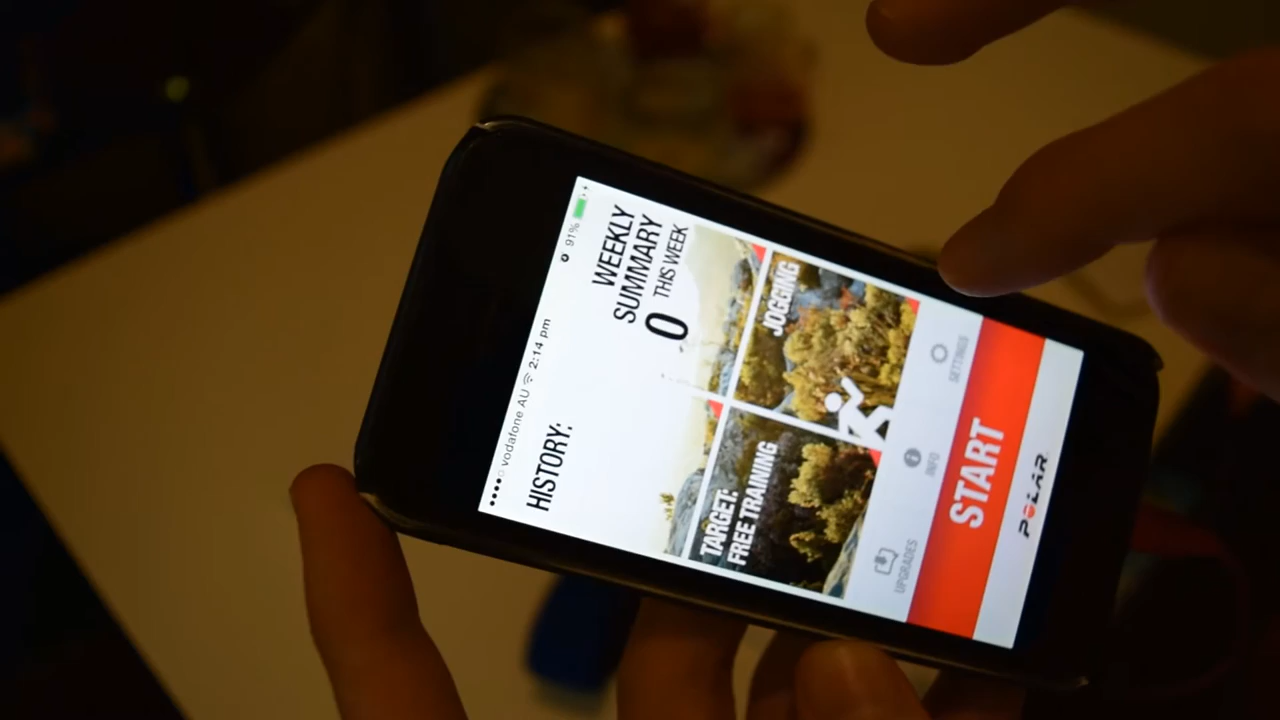 vodafone AU 2:14 pm 91%
HISTORY:
WEEKLY
SUMMARY
0 THIS WEEK
TARGET:
FREE TRAINING
JOGGING
UPGRADES
INFO
SETTINGS
START
POLAR